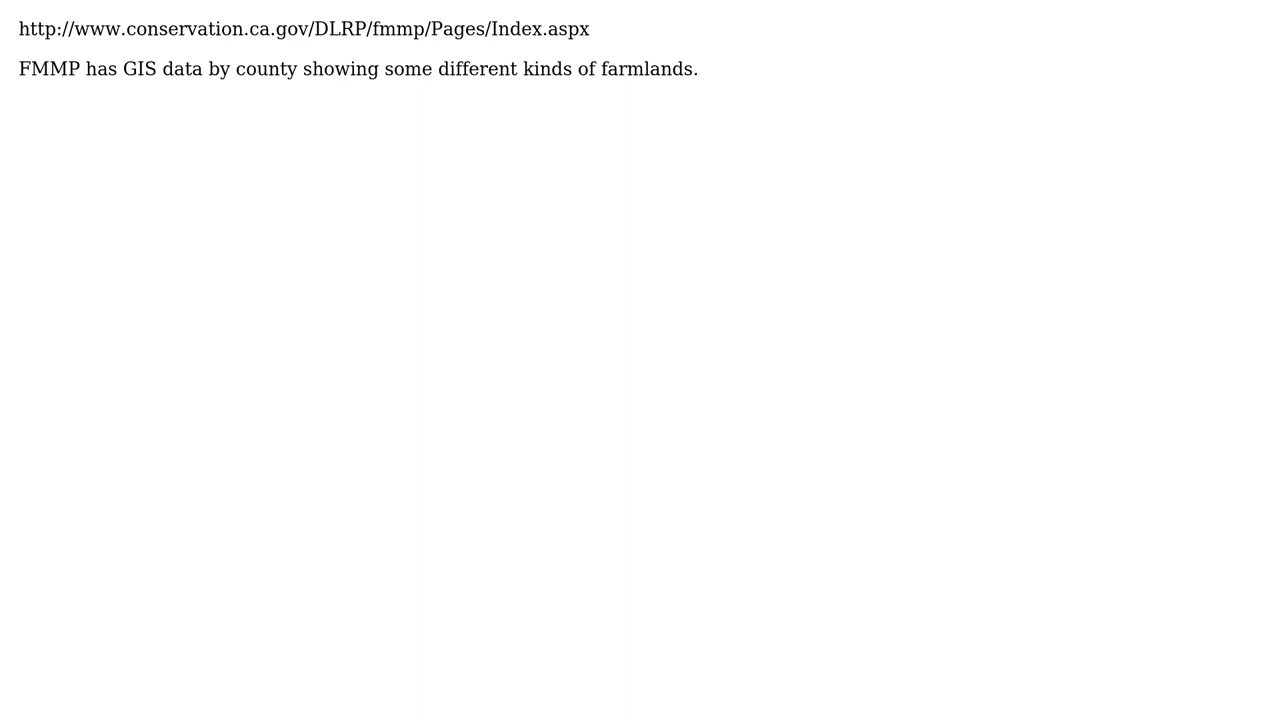 http://www.conservation.ca.gov/DLRP/fmmp/Pages/Index.aspx
FMMP has GIS data by county showing some different kinds of farmlands.